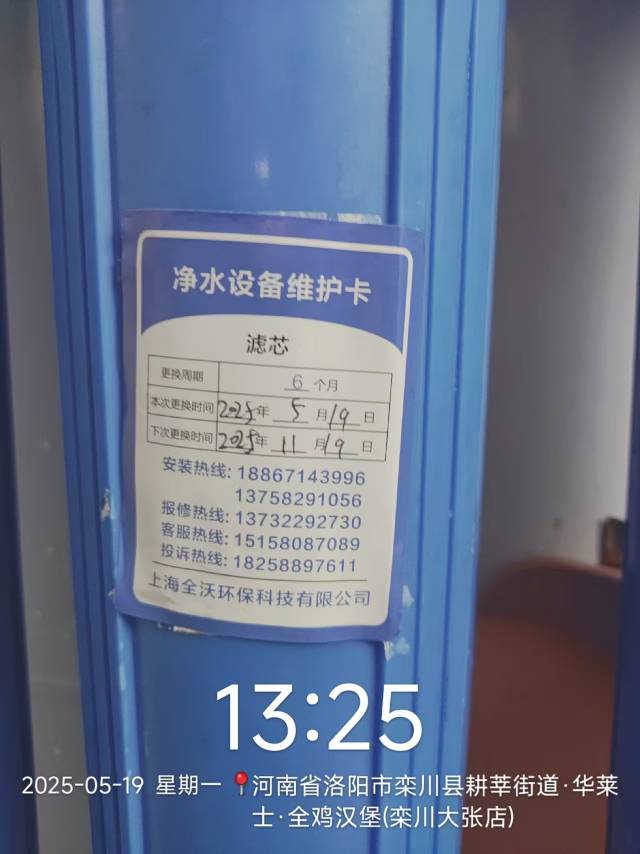 净水设备维护卡
滤芯
更换周期 6 个月
本次更换时间 2025年 5 月 19 日
下次更换时间 2025年 11 月 19 日
安装热线: 18867143996
13758291056
报修热线: 13732292730
客服热线: 15158087089
投诉热线: 18258897611
上海全沃环保科技有限公司
13:25
2025-05-19 星期一 📍河南省洛阳市栾川县耕莘街道·华莱
士·全鸡汉堡(栾川大张店)